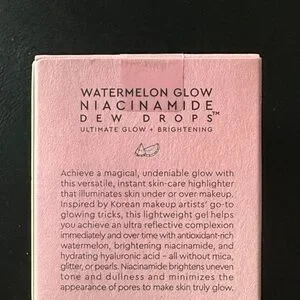 WATERMELON GLOW
NIACINAMIDE
DEW DROPS™
ULTIMATE GLOW + BRIGHTENING
Achieve a magical, undeniable glow with
this versatile, instant skin-care highlighter
that illuminates skin under or over makeup.
Inspired by Korean makeup artists' go-to
glowing tricks, this lightweight gel helps
you achieve an ultra reflective complexion
immediately and over time with antioxidant-rich
watermelon, brightening niacinamide, and
hydrating hyaluronic acid – all without mica,
glitter, or pearls. Niacinamide brightens uneven
tone and dullness and minimizes the
appearance of pores to make skin truly glow.